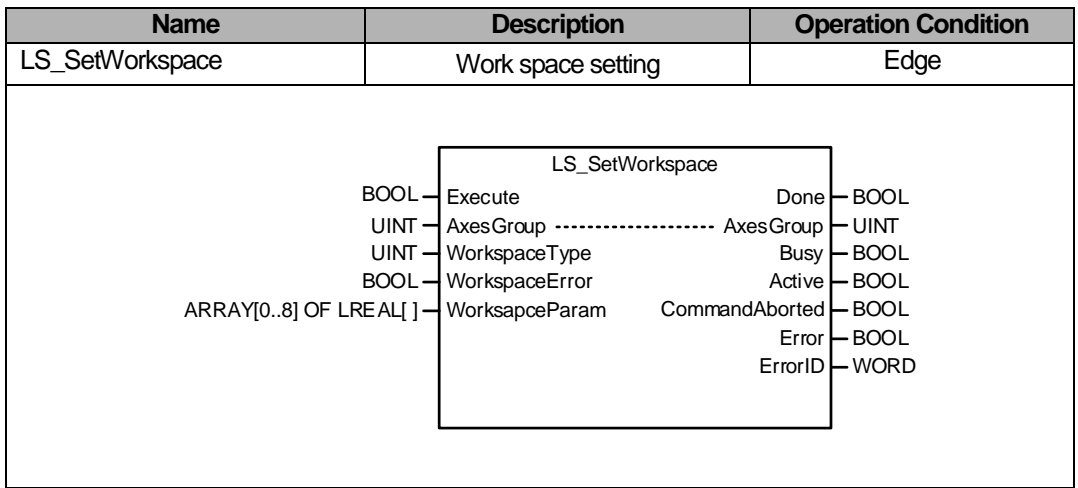 Name Description Operation Condition
LS_SetWorkspace Work space setting Edge
LS_SetWorkspace
BOOL Execute Done BOOL
UINT AxesGroup AxesGroup UINT
UINT WorkspaceType Busy BOOL
BOOL WorkspaceError Active BOOL
ARRAY[0..8] OF LREAL[ ] WorksapceParam CommandAborted BOOL
Error BOOL
ErrorID WORD